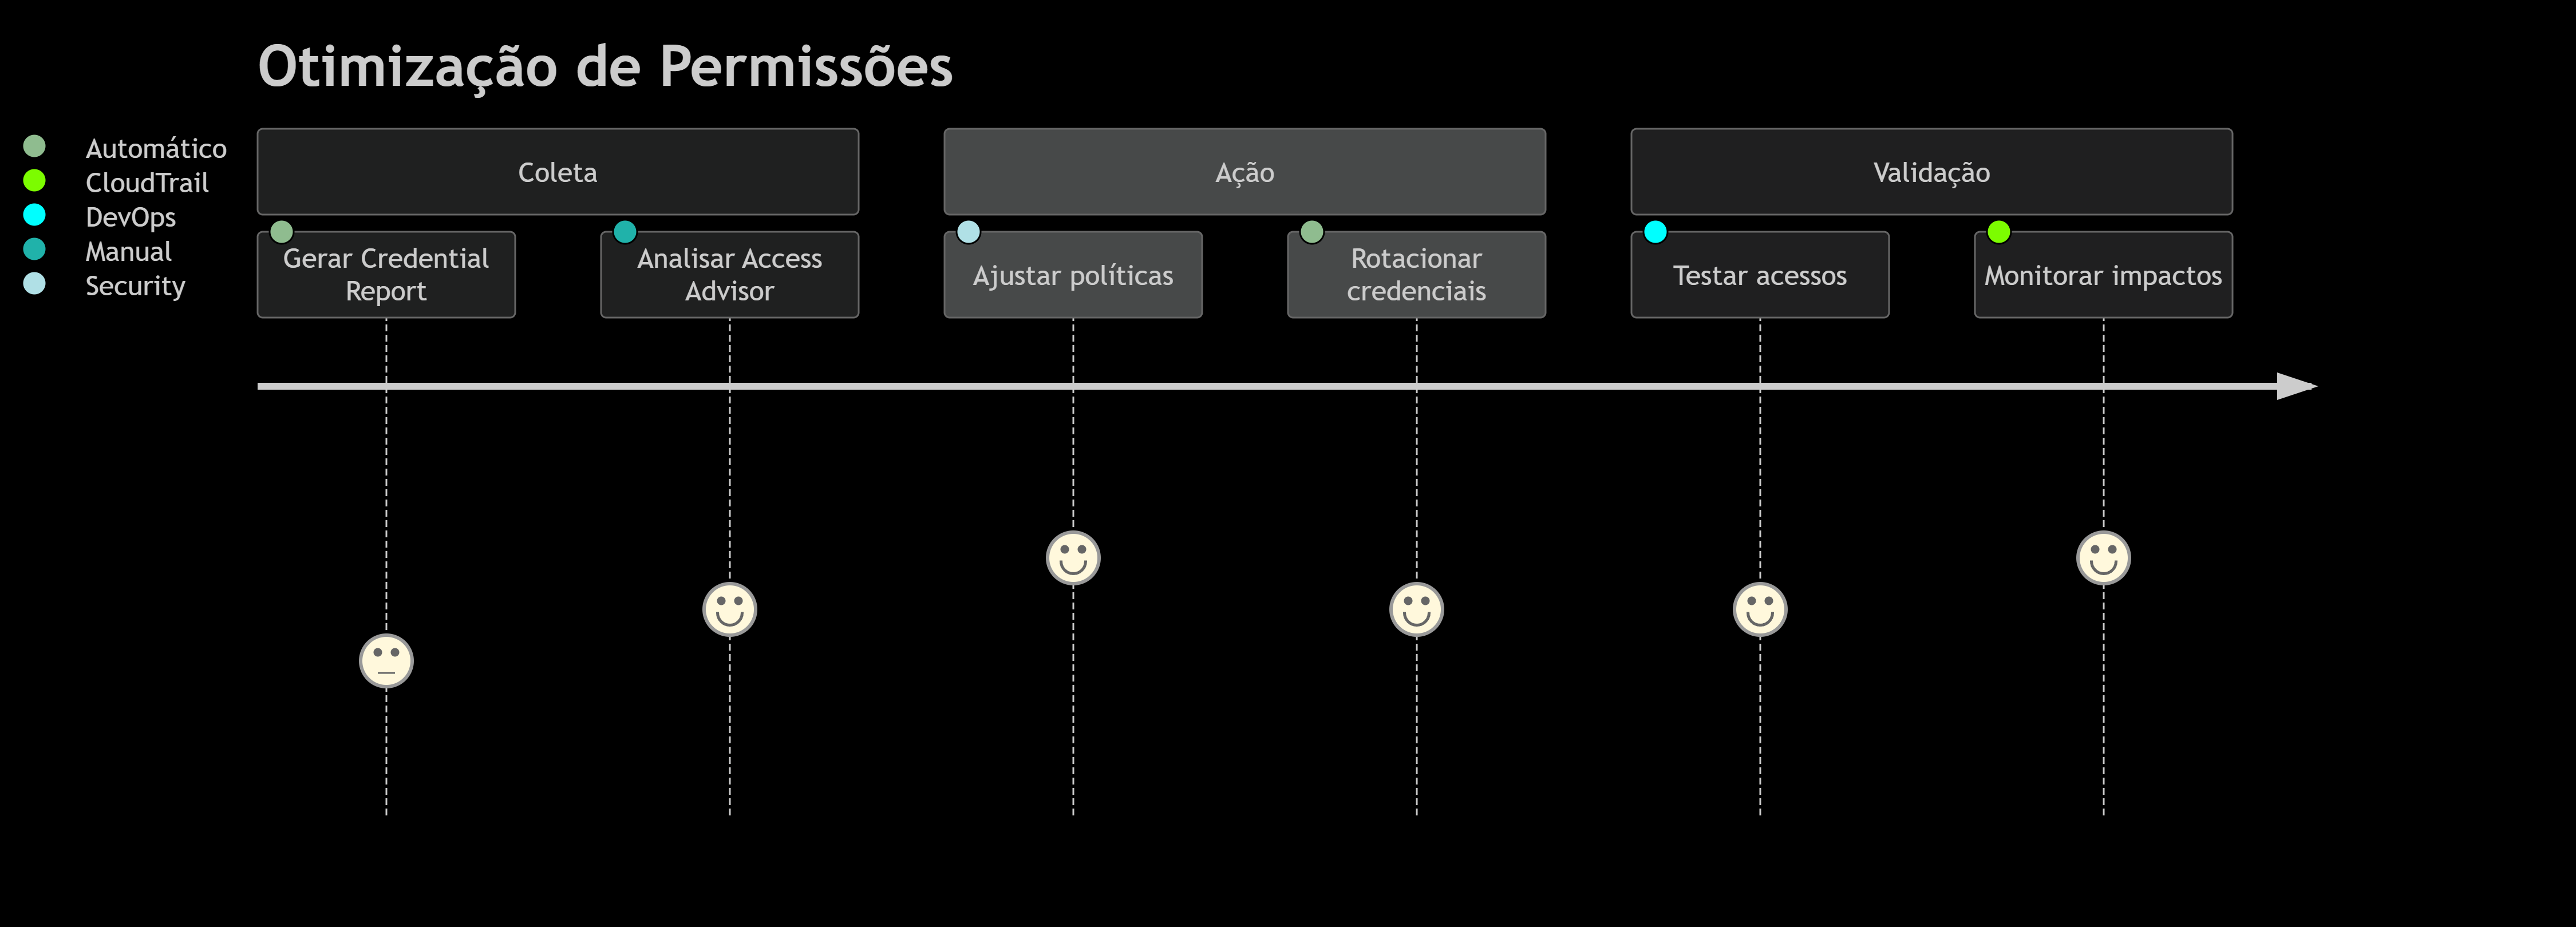 Otimização de Permissões
Automático
CloudTrail
DevOps
Manual
Security
Coleta
Gerar Credential
Report
Analisar Access
Advisor
Ação
Ajustar políticas
Rotacionar
credenciais
Validação
Testar acessos
Monitorar impactos